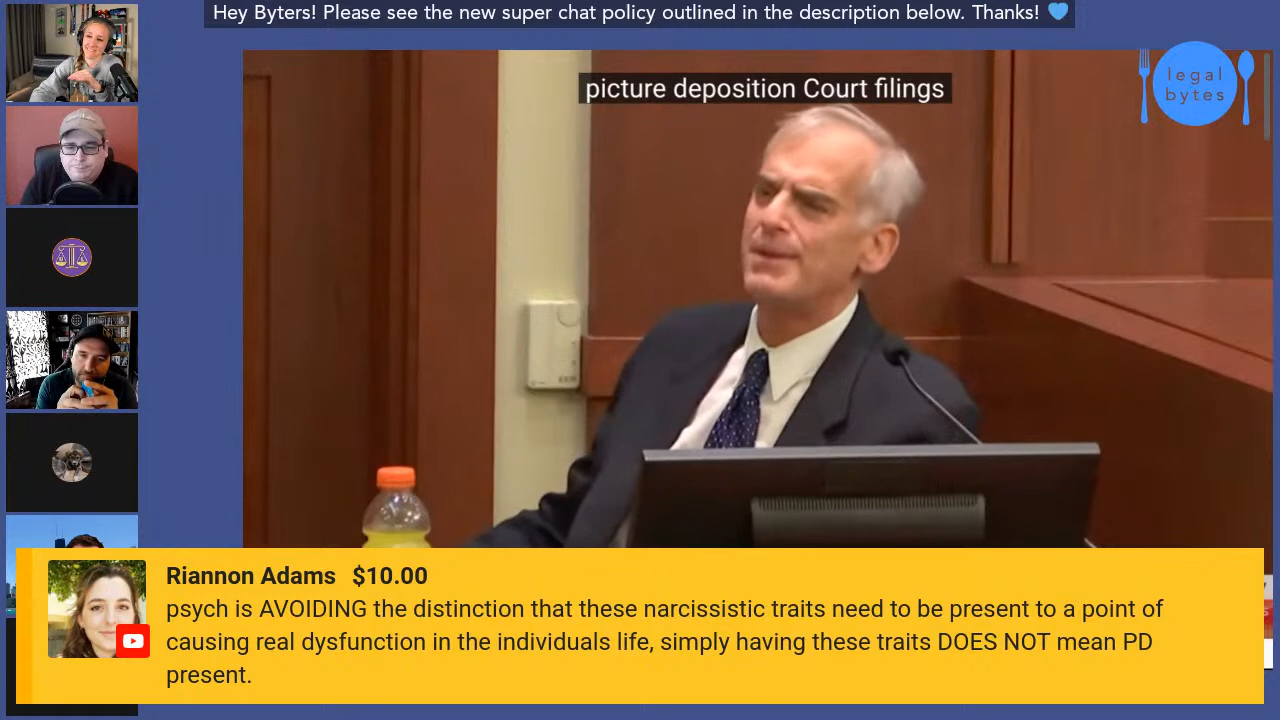 Hey Byters! Please see the new super chat policy outlined in the description below. Thanks! 💙
legal
bytes
picture deposition Court filings
Riannon Adams $10.00
psych is AVOIDING the distinction that these narcissistic traits need to be present to a point of
causing real dysfunction in the individuals life, simply having these traits DOES NOT mean PD
present.